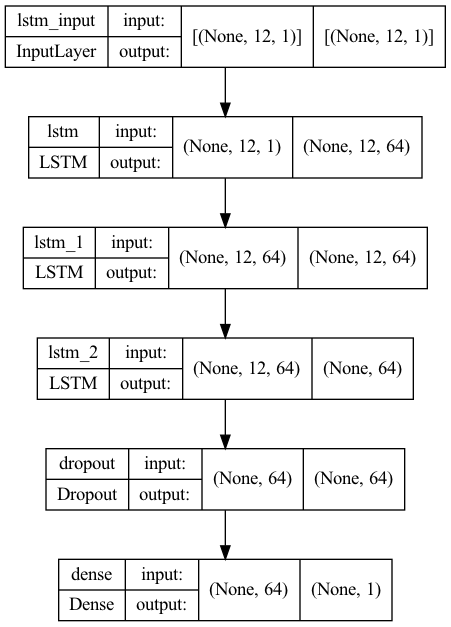 lstm_input input: [(None, 12, 1)] [(None, 12, 1)]
InputLayer output:
lstm input: (None, 12, 1) (None, 12, 64)
LSTM output:
lstm_1 input: (None, 12, 64) (None, 12, 64)
LSTM output:
lstm_2 input: (None, 12, 64) (None, 64)
LSTM output:
dropout input: (None, 64) (None, 64)
Dropout output:
dense input: (None, 64) (None, 1)
Dense output: